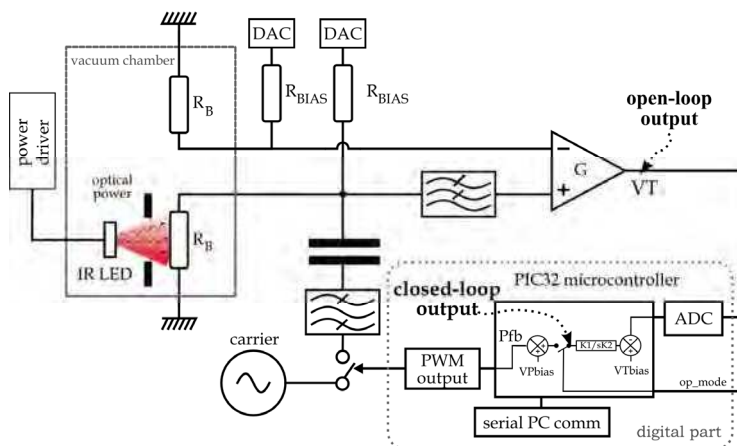 DAC
DAC
vacuum chamber
R_B
R_BIAS
R_BIAS
power
driver
open-loop
output
G
VT
optical
power
R_B
IR LED
PIC32 microcontroller
closed-loop
output
carrier
Pfb
K1/sK2
ADC
PWM
output
VPbias
VTbias
op_mode
serial PC comm
digital part